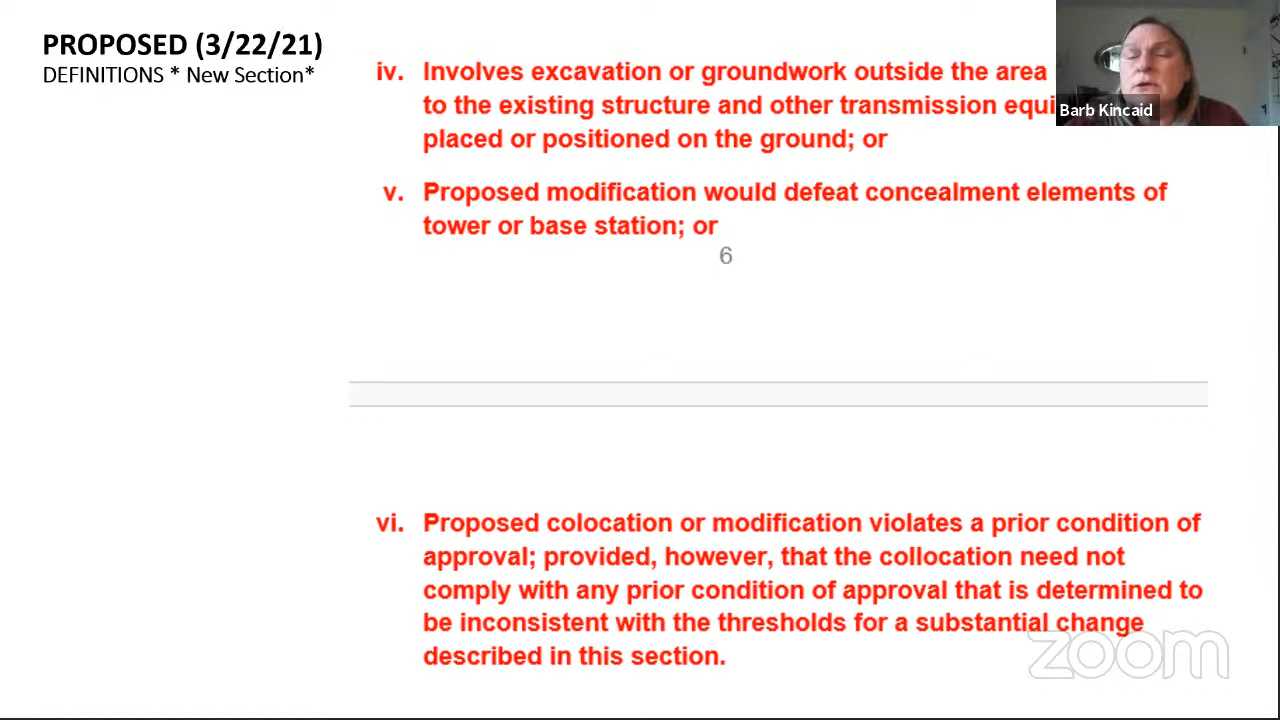 PROPOSED (3/22/21)
DEFINITIONS * New Section*
iv. Involves excavation or groundwork outside the area
to the existing structure and other transmission equi
placed or positioned on the ground; or
v. Proposed modification would defeat concealment elements of
tower or base station; or
6
vi. Proposed colocation or modification violates a prior condition of
approval; provided, however, that the collocation need not
comply with any prior condition of approval that is determined to
be inconsistent with the thresholds for a substantial change
described in this section.
Barb Kincaid
zoom